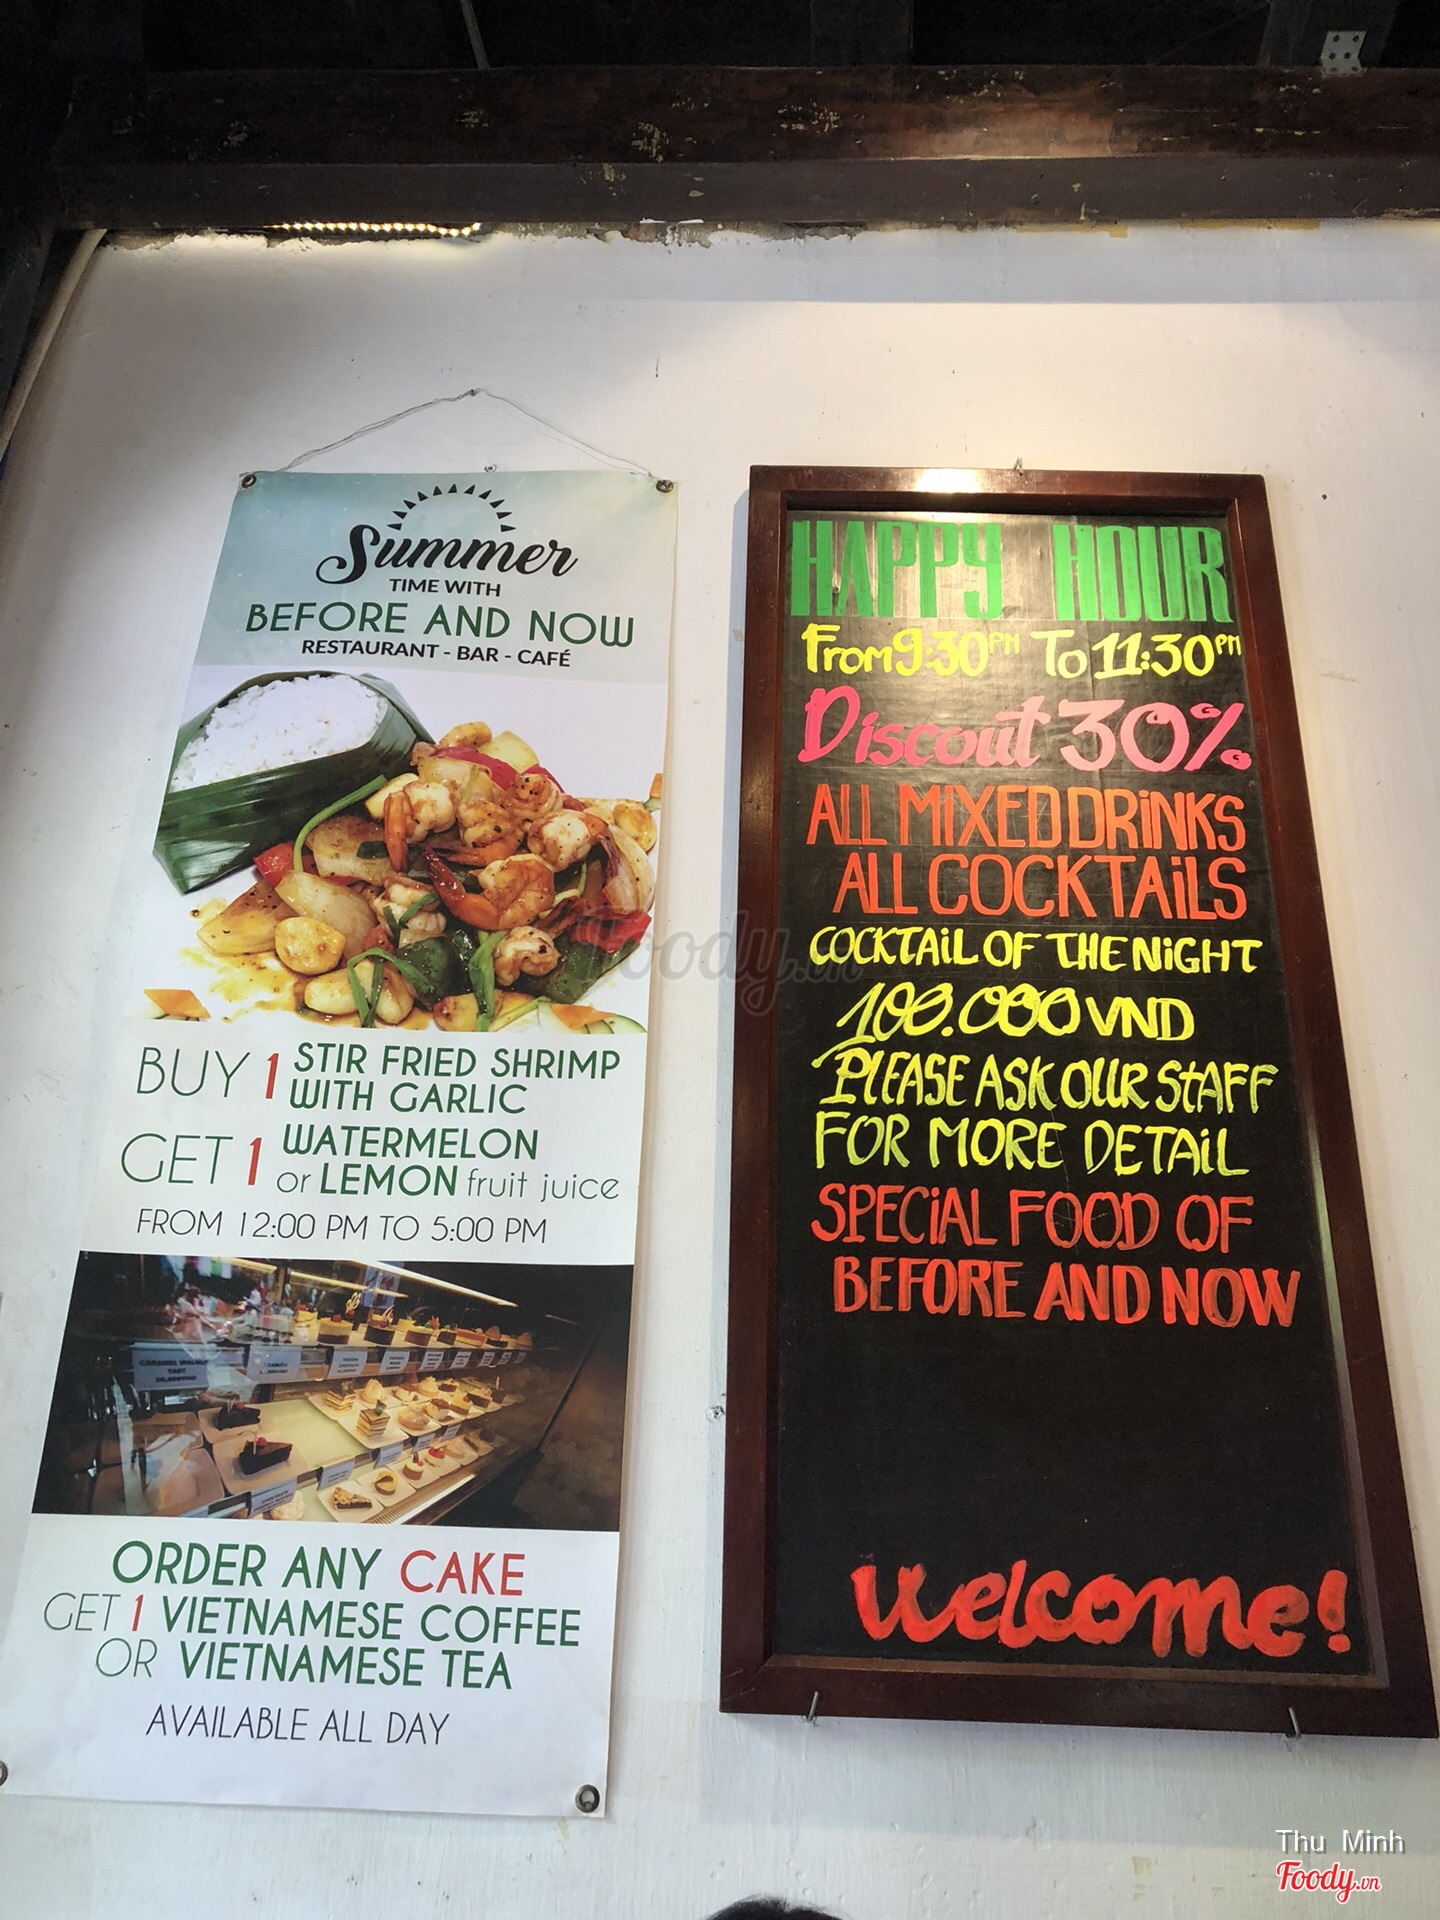 Summer
TIME WITH
BEFORE AND NOW
RESTAURANT - BAR - CAFÉ
BUY 1 STIR FRIED SHRIMP
WITH GARLIC
GET 1 WATERMELON
or LEMON fruit juice
FROM 12:00 PM TO 5:00 PM
ORDER ANY CAKE
GET 1 VIETNAMESE COFFEE
OR VIETNAMESE TEA
AVAILABLE ALL DAY
HAPPY HOUR
From 9:30PM To 11:30PM
Discout 30%
ALL MIXED DRiNKS
ALL COCKTAiLS
COCKTAiL OF THE NiGHT
100.000 VND
PLEASE ASK OUR STAFF
FOR MORE DETAiL
SPECiAL FOOD OF
BEFORE AND NOW
Welcome!
Foody.vn
Thu Minh
Foody.vn